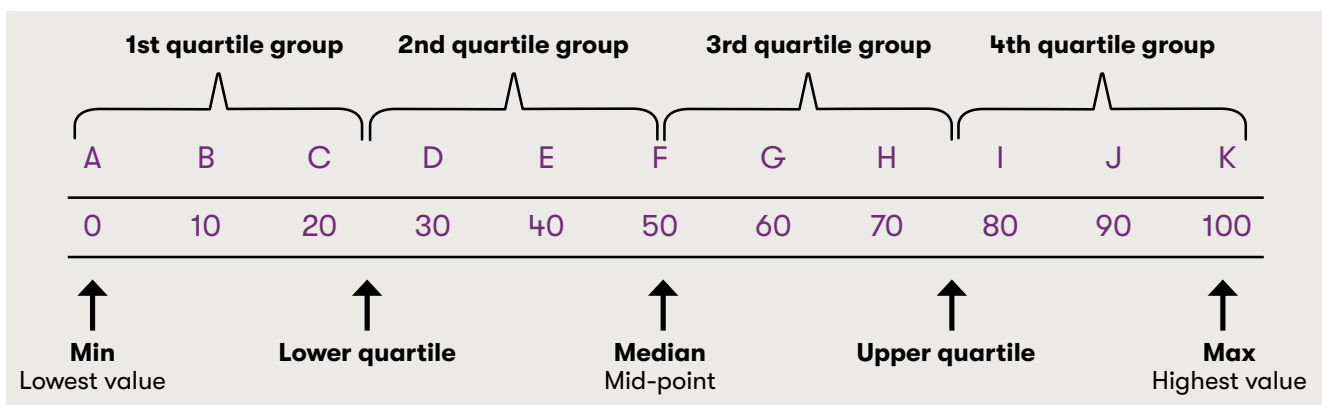 1st quartile group 2nd quartile group 3rd quartile group 4th quartile group
A B C D E F G H I J K
0 10 20 30 40 50 60 70 80 90 100
Min Lower quartile Median Upper quartile Max
Lowest value Mid-point Highest value